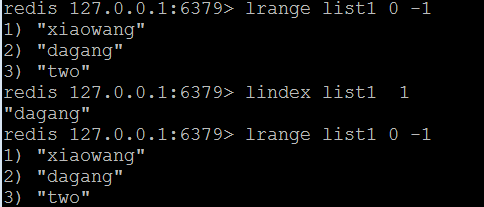 redis 127.0.0.1:6379> lrange list1 0 -1
1) "xiaowang"
2) "dagang"
3) "two"
redis 127.0.0.1:6379> lindex list1  1
"dagang"
redis 127.0.0.1:6379> lrange list1 0 -1
1) "xiaowang"
2) "dagang"
3) "two"